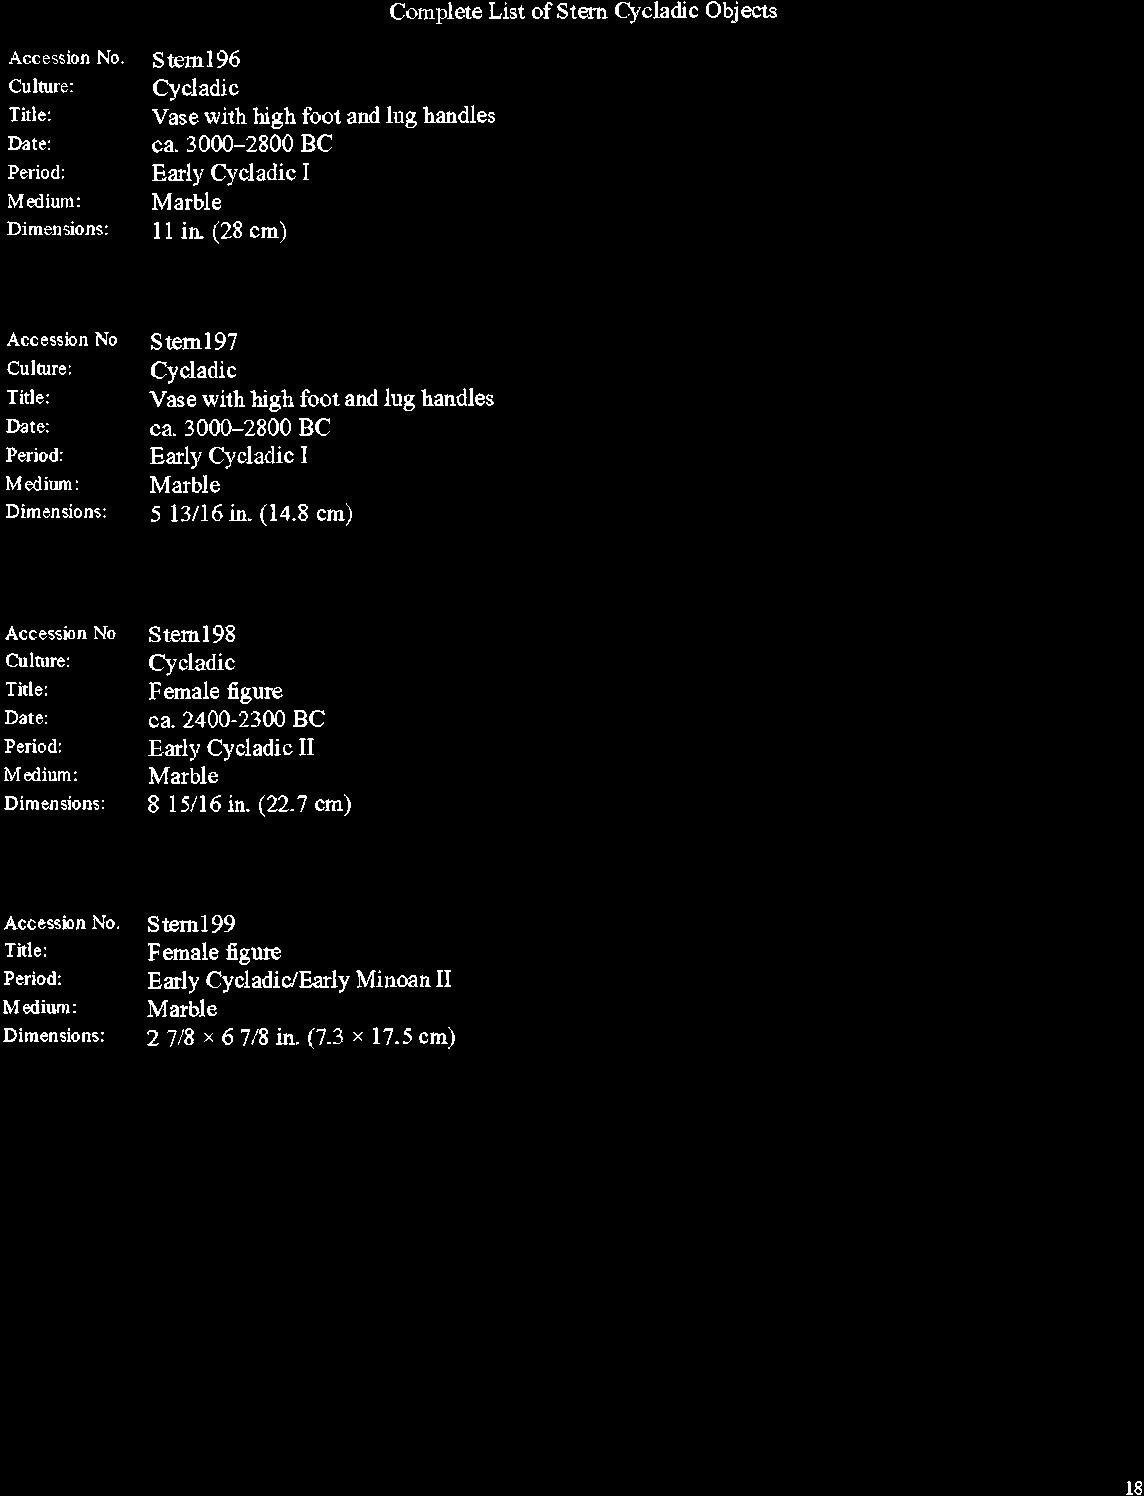 Complete List of Stern Cycladic Objects
Accession No. Stern196
Culture: Cycladic
Title: Vase with high foot and lug handles
Date: ca. 3000–2800 BC
Period: Early Cycladic I
Medium: Marble
Dimensions: 11 in. (28 cm)
Accession No Stern197
Culture: Cycladic
Title: Vase with high foot and lug handles
Date: ca. 3000–2800 BC
Period: Early Cycladic I
Medium: Marble
Dimensions: 5 13/16 in. (14.8 cm)
Accession No Stern198
Culture: Cycladic
Title: Female figure
Date: ca. 2400-2300 BC
Period: Early Cycladic II
Medium: Marble
Dimensions: 8 15/16 in. (22.7 cm)
Accession No. Stern199
Title: Female figure
Period: Early Cycladic/Early Minoan II
Medium: Marble
Dimensions: 2 7/8 × 6 7/8 in. (7.3 × 17.5 cm)
18